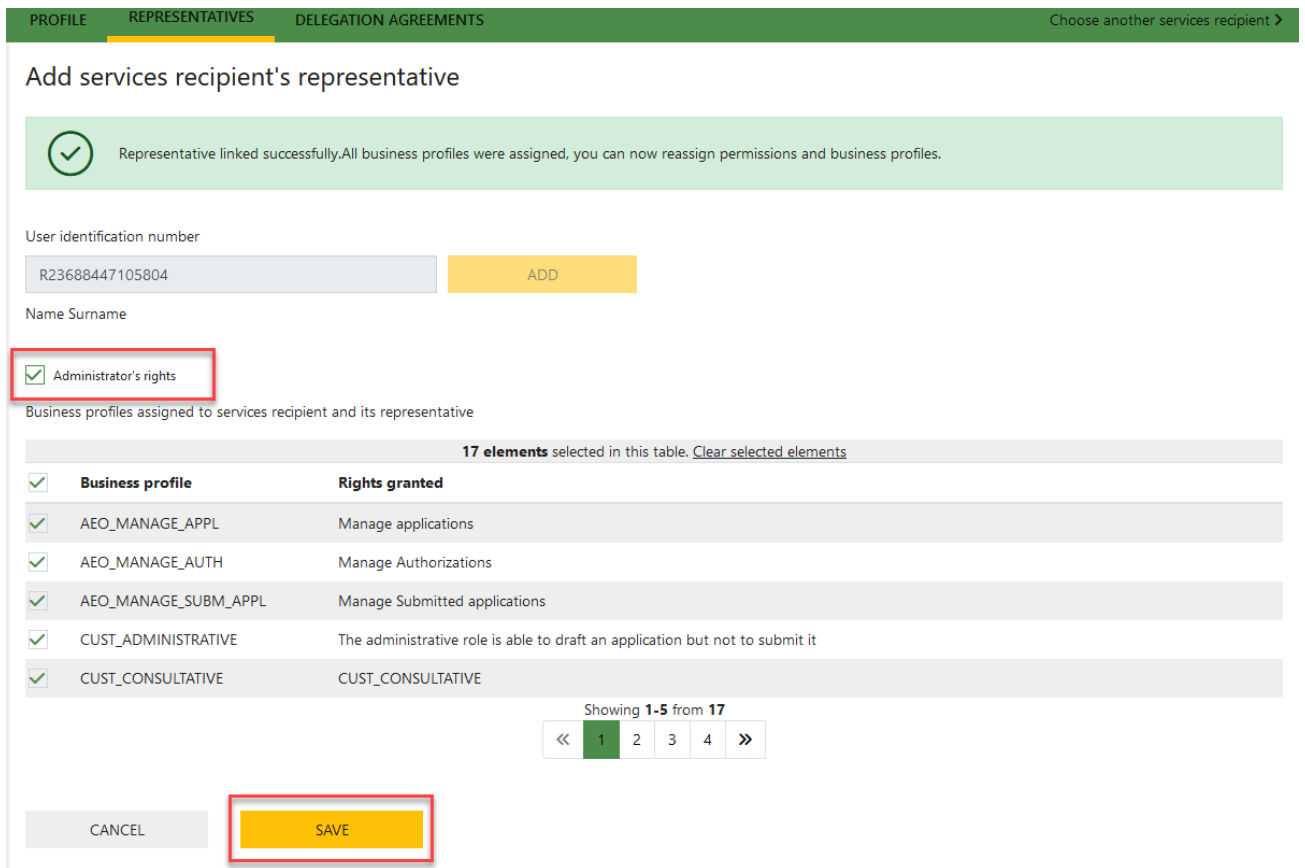 PROFILE REPRESENTATIVES DELEGATION AGREEMENTS Choose another services recipient
Add services recipient's representative
Representative linked successfully.All business profiles were assigned, you can now reassign permissions and business profiles.
User identification number
R23688447105804 ADD
Name Surname
Administrator's rights
Business profiles assigned to services recipient and its representative
17 elements selected in this table. Clear selected elements
Business profile Rights granted
AEO_MANAGE_APPL Manage applications
AEO_MANAGE_AUTH Manage Authorizations
AEO_MANAGE_SUBM_APPL Manage Submitted applications
CUST_ADMINISTRATIVE The administrative role is able to draft an application but not to submit it
CUST_CONSULTATIVE CUST_CONSULTATIVE
Showing 1-5 from 17
« 1 2 3 4 »
CANCEL SAVE